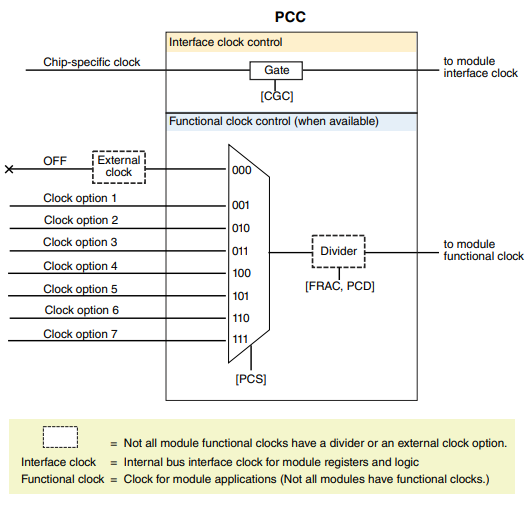 PCC
Interface clock control
Chip-specific clock
Gate
to module
interface clock
[CGC]
Functional clock control (when available)
OFF
External
clock
000
Clock option 1
001
Clock option 2
010
Clock option 3
011
Clock option 4
100
Clock option 5
101
Clock option 6
110
Clock option 7
111
Divider
to module
functional clock
[FRAC, PCD]
[PCS]
= Not all module functional clocks have a divider or an external clock option.
Interface clock = Internal bus interface clock for module registers and logic
Functional clock = Clock for module applications (Not all modules have functional clocks.)